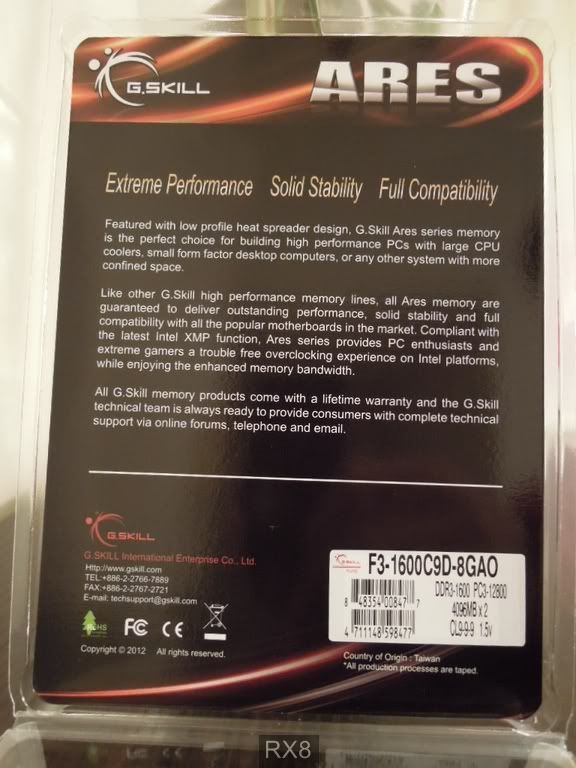 G.SKILL
ARES
Extreme Performance Solid Stability Full Compatibility
Featured with low profile heat spreader design, G.Skill Ares series memory
is the perfect choice for building high performance PCs with large CPU
coolers, small form factor desktop computers, or any other system with more
confined space.
Like other G.Skill high performance memory lines, all Ares memory are
guaranteed to deliver outstanding performance, solid stability and full
compatibility with all the popular motherboards in the market. Compliant with
the latest Intel XMP function, Ares series provides PC enthusiasts and
extreme gamers a trouble free overclocking experience on Intel platforms,
while enjoying the enhanced memory bandwidth.
All G.Skill memory products come with a lifetime warranty and the G.Skill
technical team is always ready to provide consumers with complete technical
support via online forums, telephone and email.
G.SKILL
G.SKILL International Enterprise Co., Ltd.
Http://www.gskill.com
TEL:+886-2-2766-7889
FAX:+886-2-2767-2721
E-mail: techsupport@gskill.com
RoHS
FC CE
Copyright © 2012 All rights reserved.
G.SKILL
F3-1600C9D-8GAO
DDR3-1600 PC3-12800
8 48354 00847 7
4096MB x 2
4 711148 598477
CL9-9-9 1.5v
Country of Origin : Taiwan
*All production processes are taped.
RX8